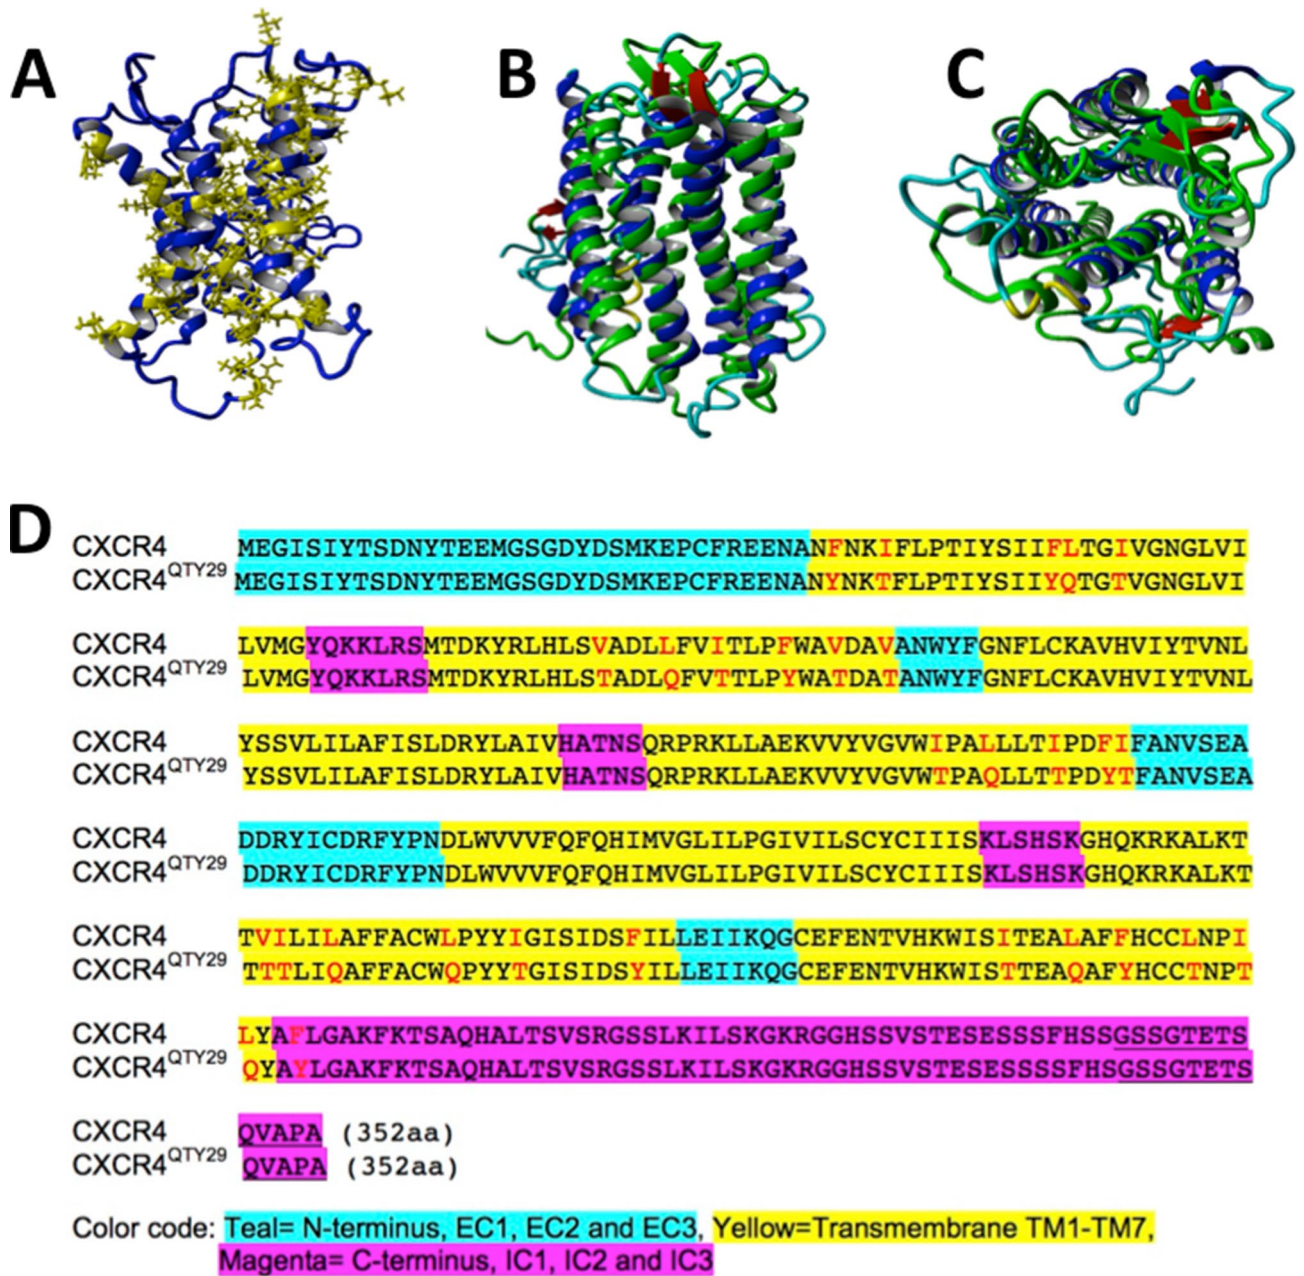 A
B
C
D
CXCR4 MEGISIYTSDNYTEEMGSGDYDSMKEPCFREENANFNKIFLPTIYSIIFLTGIVGNGLVI
CXCR4QTY29 MEGISIYTSDNYTEEMGSGDYDSMKEPCFREENANYNKTFLPTIYSIIYQTGTVGNGLVI
CXCR4 LVMGYQKKLRSMTDKYRLHLSVADLLFVITLPFWAVDAVANWYFGNFLCKAVHVIYTVNL
CXCR4QTY29 LVMGYQKKLRSMTDKYRLHLSTADLQFVTTLPYWATDATANWYFGNFLCKAVHVIYTVNL
CXCR4 YSSVLILAFISLDRYLAIVHATNSQRPRKLLAEKVVYVGVWIPALLLTIPDFIFANVSEA
CXCR4QTY29 YSSVLILAFISLDRYLAIVHATNSQRPRKLLAEKVVYVGVWTPAQLLTTPDYTFANVSEA
CXCR4 DDRYICDRFYPNDLWVVVFQFQHIMVGLILPGIVILSCYCIIISKLSHSKGHQKRKALKT
CXCR4QTY29 DDRYICDRFYPNDLWVVVFQFQHIMVGLILPGIVILSCYCIIISKLSHSKGHQKRKALKT
CXCR4 TVILILAFFACWLPYYIGISIDSFILLEIIKQGCEFENTVHKWISITEALAFFHCCLNPI
CXCR4QTY29 TTTLIQAFFACWQPYYTGISIDSYILLEIIKQGCEFENTVHKWISTTEAQAFYHCCTNPT
CXCR4 LYAFLGAKFKTSAQHALTSVSRGSSLKILSKGKRGGHSSVSTESESSSFHSSGSSGTETS
CXCR4QTY29 QYAYLGAKFKTSAQHALTSVSRGSSLKILSKGKRGGHSSVSTESESSSSFHSGSSGTETS
CXCR4 QVAPA (352aa)
CXCR4QTY29 QVAPA (352aa)
Color code: Teal= N-terminus, EC1, EC2 and EC3, Yellow=Transmembrane TM1-TM7,
Magenta= C-terminus, IC1, IC2 and IC3